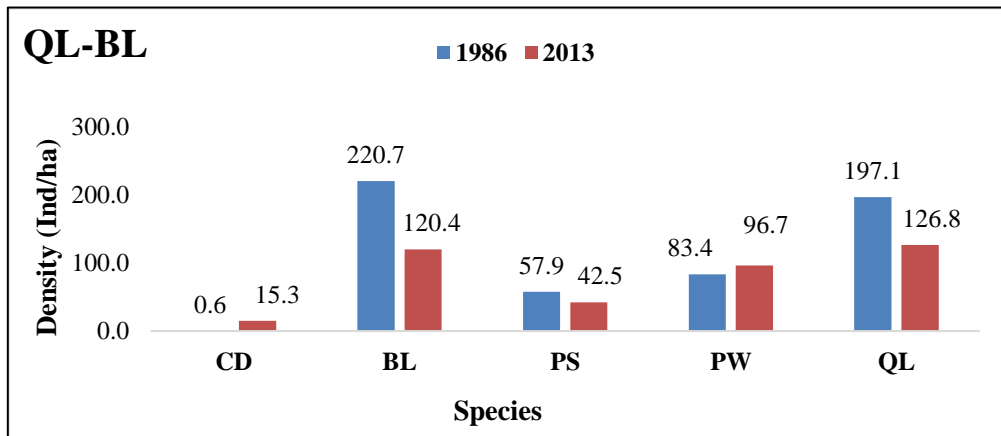 QL-BL
1986 2013
Density (Ind/ha)
300.0
200.0
100.0
0.0
0.6 15.3
220.7 120.4
57.9 42.5
83.4 96.7
197.1 126.8
CD BL PS PW QL
Species